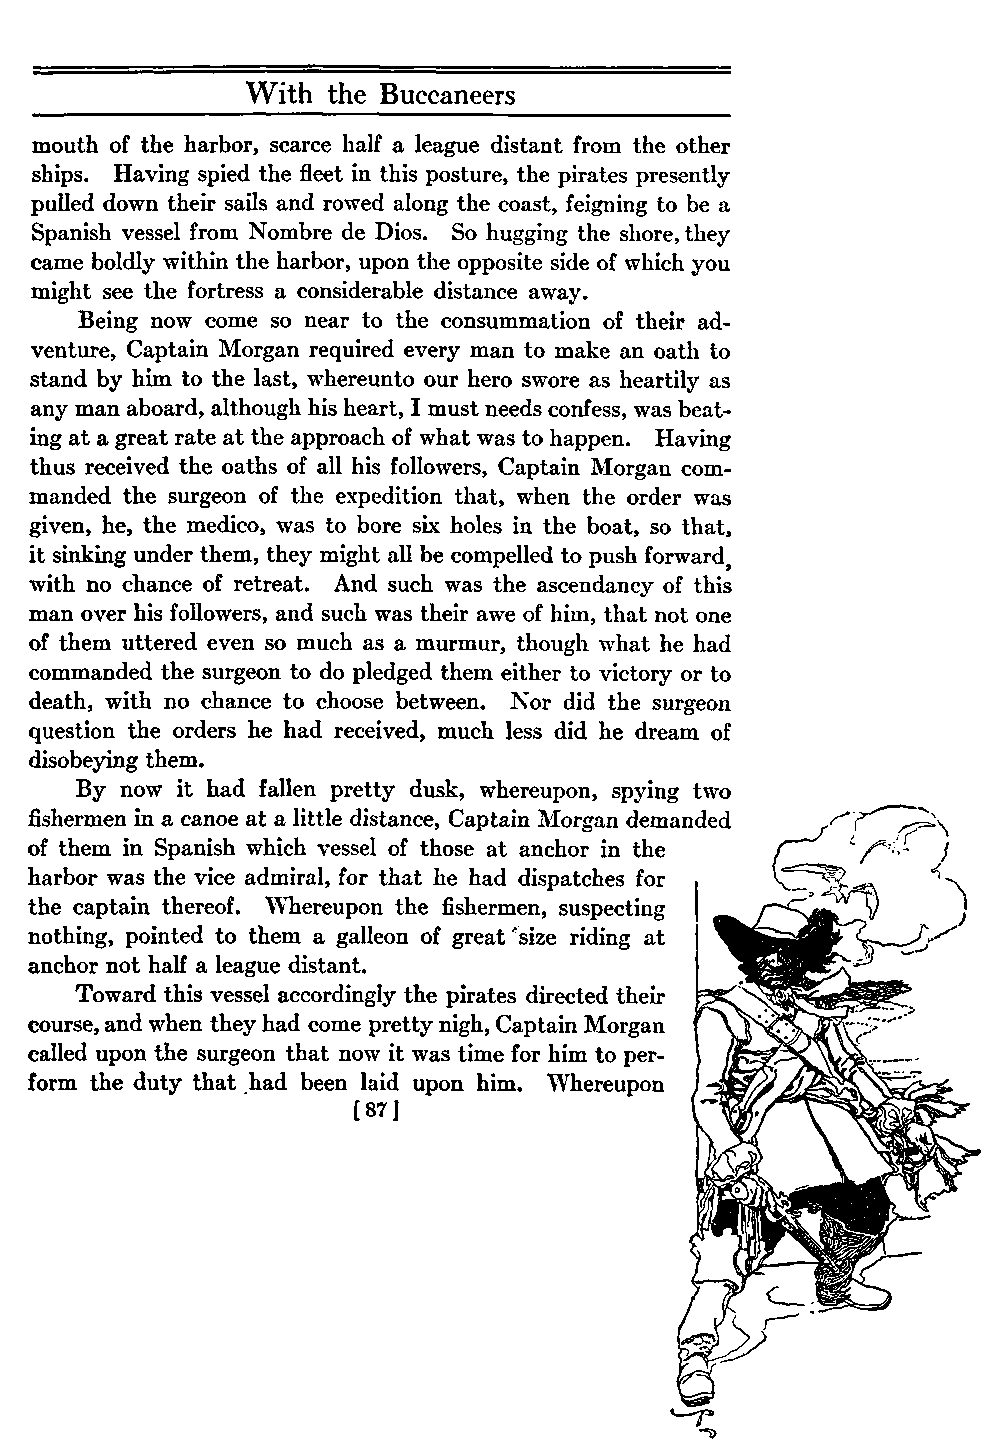 With the Buccaneers
mouth of the harbor, scarce half a league distant from the other
ships. Having spied the fleet in this posture, the pirates presently
pulled down their sails and rowed along the coast, feigning to be a
Spanish vessel from Nombre de Dios. So hugging the shore, they
came boldly within the harbor, upon the opposite side of which you
might see the fortress a considerable distance away.
Being now come so near to the consummation of their ad-
venture, Captain Morgan required every man to make an oath to
stand by him to the last, whereunto our hero swore as heartily as
any man aboard, although his heart, I must needs confess, was beat-
ing at a great rate at the approach of what was to happen. Having
thus received the oaths of all his followers, Captain Morgan com-
manded the surgeon of the expedition that, when the order was
given, he, the medico, was to bore six holes in the boat, so that,
it sinking under them, they might all be compelled to push forward,
with no chance of retreat. And such was the ascendancy of this
man over his followers, and such was their awe of him, that not one
of them uttered even so much as a murmur, though what he had
commanded the surgeon to do pledged them either to victory or to
death, with no chance to choose between. Nor did the surgeon
question the orders he had received, much less did he dream of
disobeying them.
By now it had fallen pretty dusk, whereupon, spying two
fishermen in a canoe at a little distance, Captain Morgan demanded
of them in Spanish which vessel of those at anchor in the
harbor was the vice admiral, for that he had dispatches for
the captain thereof. Whereupon the fishermen, suspecting
nothing, pointed to them a galleon of great size riding at
anchor not half a league distant.
Toward this vessel accordingly the pirates directed their
course, and when they had come pretty nigh, Captain Morgan
called upon the surgeon that now it was time for him to per-
form the duty that had been laid upon him. Whereupon
[87]